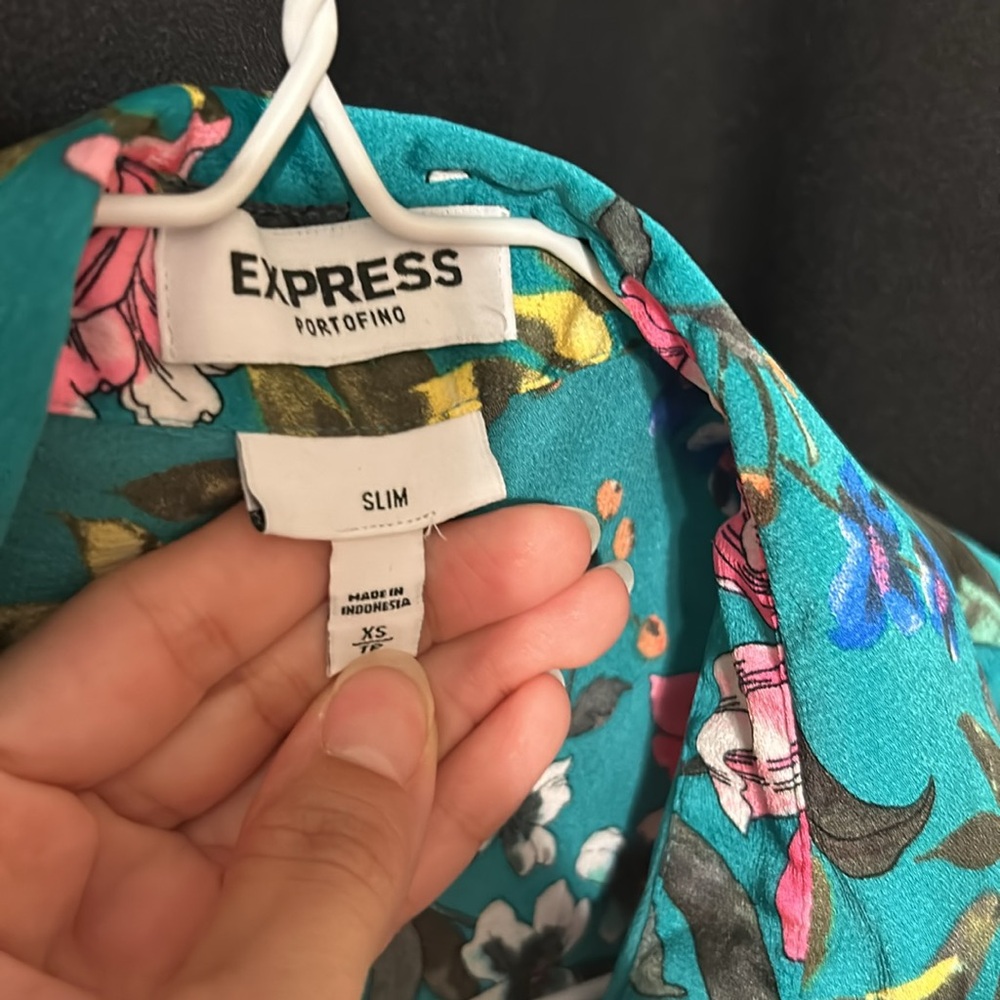 EXPRESS
PORTOFINO
SLIM
MADE IN
INDONESIA
XS